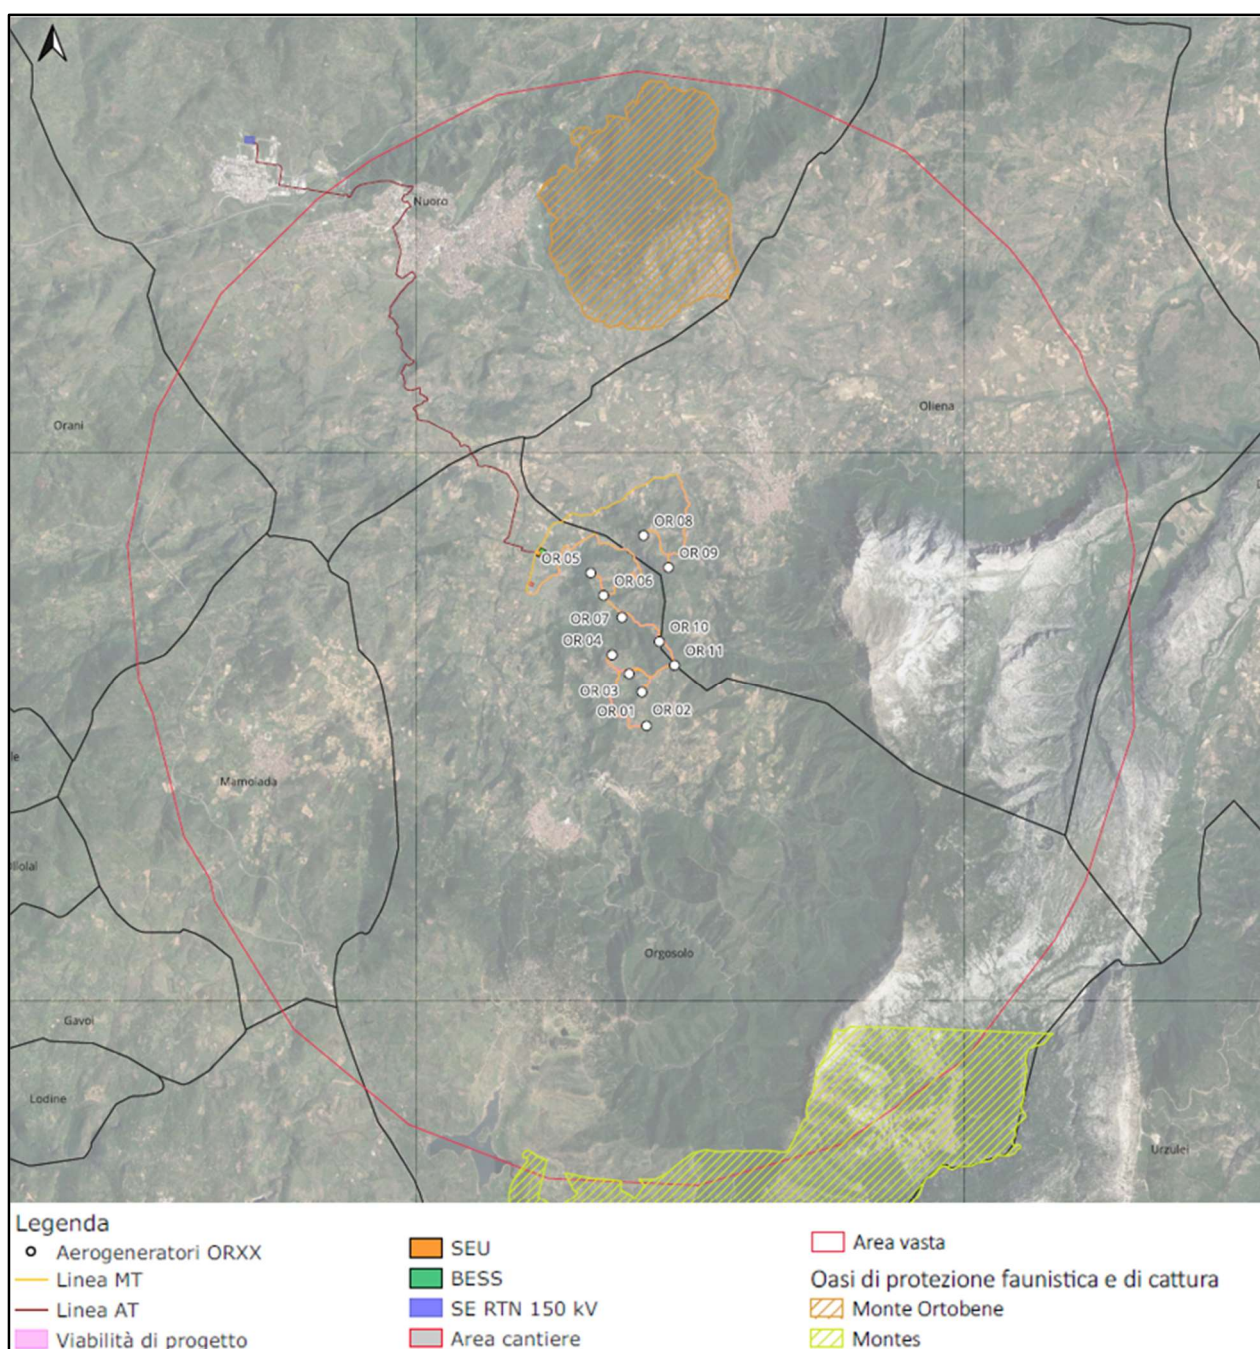 Nuoro
Orani
Oliena
OR 08
OR 09
OR 05
OR 06
OR 07
OR 10
OR 04
OR 11
OR 03
OR 01
OR 02
Mamoiada
Orgosolo
Gavoi
Lodine
Urzulei
Legenda
Aerogeneratori ORXX
Linea MT
Linea AT
Viabilità di progetto
SEU
BESS
SE RTN 150 kV
Area cantiere
Area vasta
Oasi di protezione faunistica e di cattura
Monte Ortobene
Montes